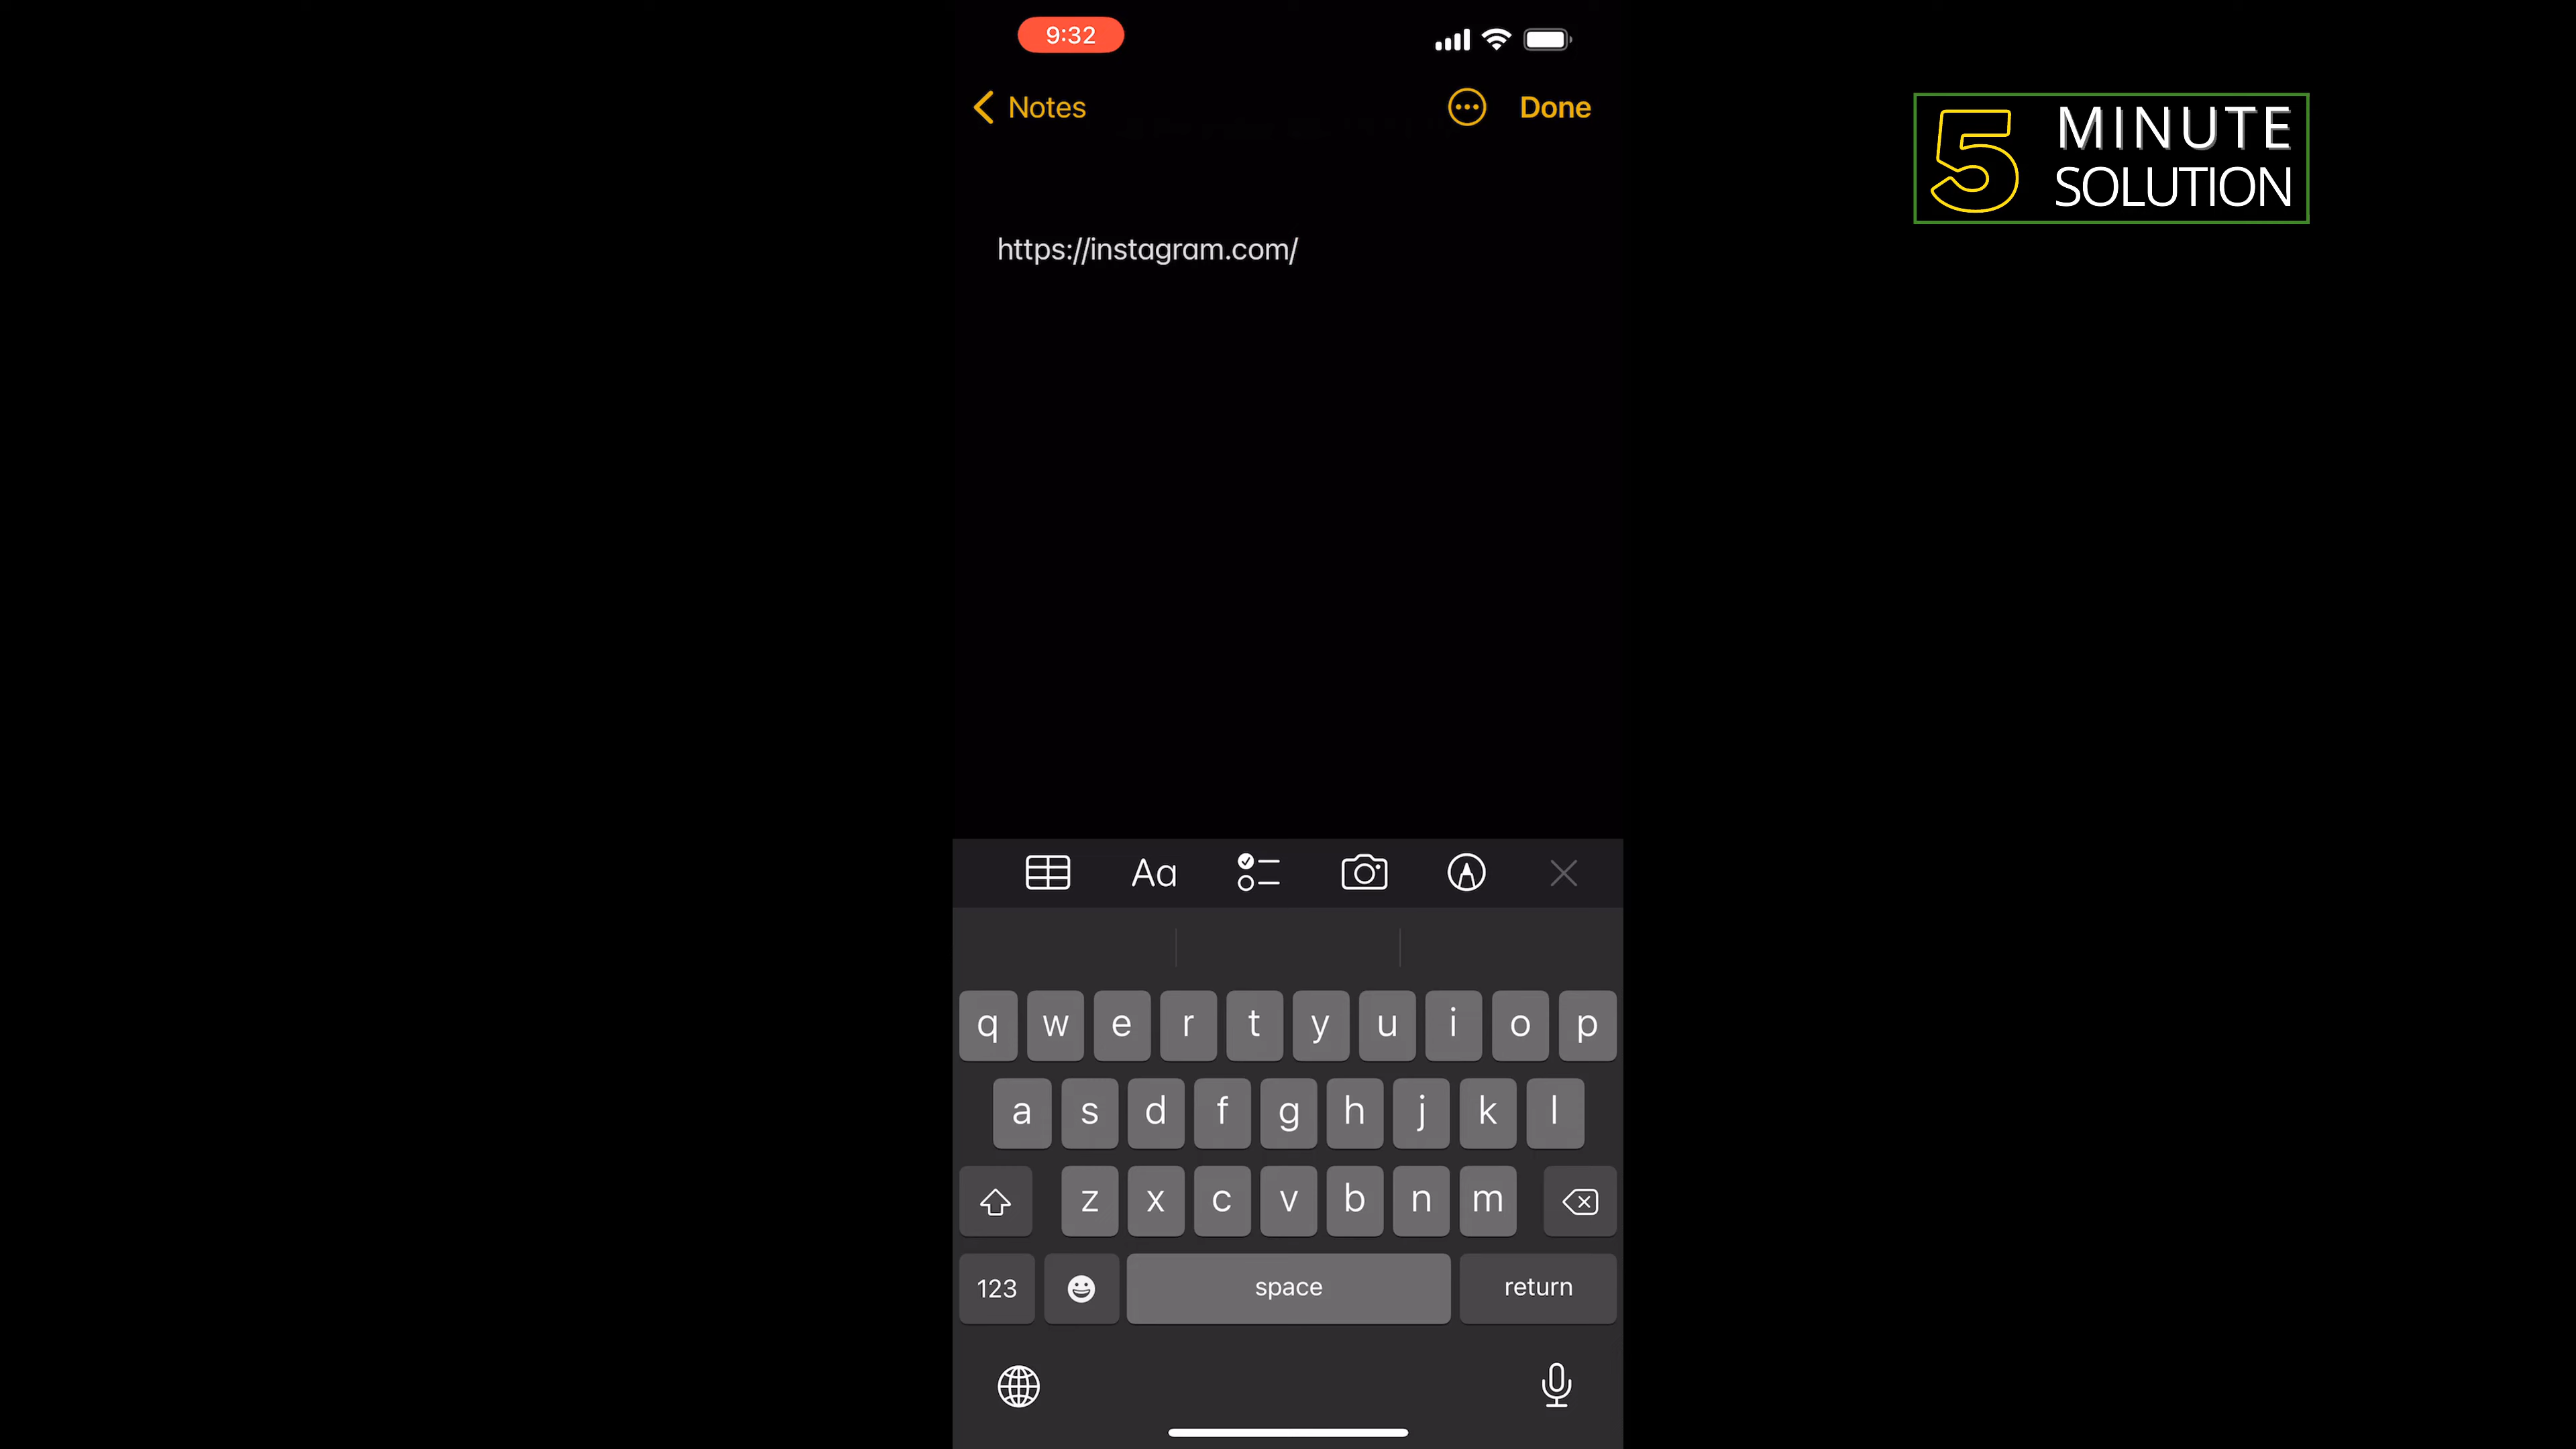 9:32
Notes
Done
5 MINUTE
SOLUTION
https://instagram.com/
Aa
q w e r t y u i o p
a s d f g h j k l
z x c v b n m
123
space
return